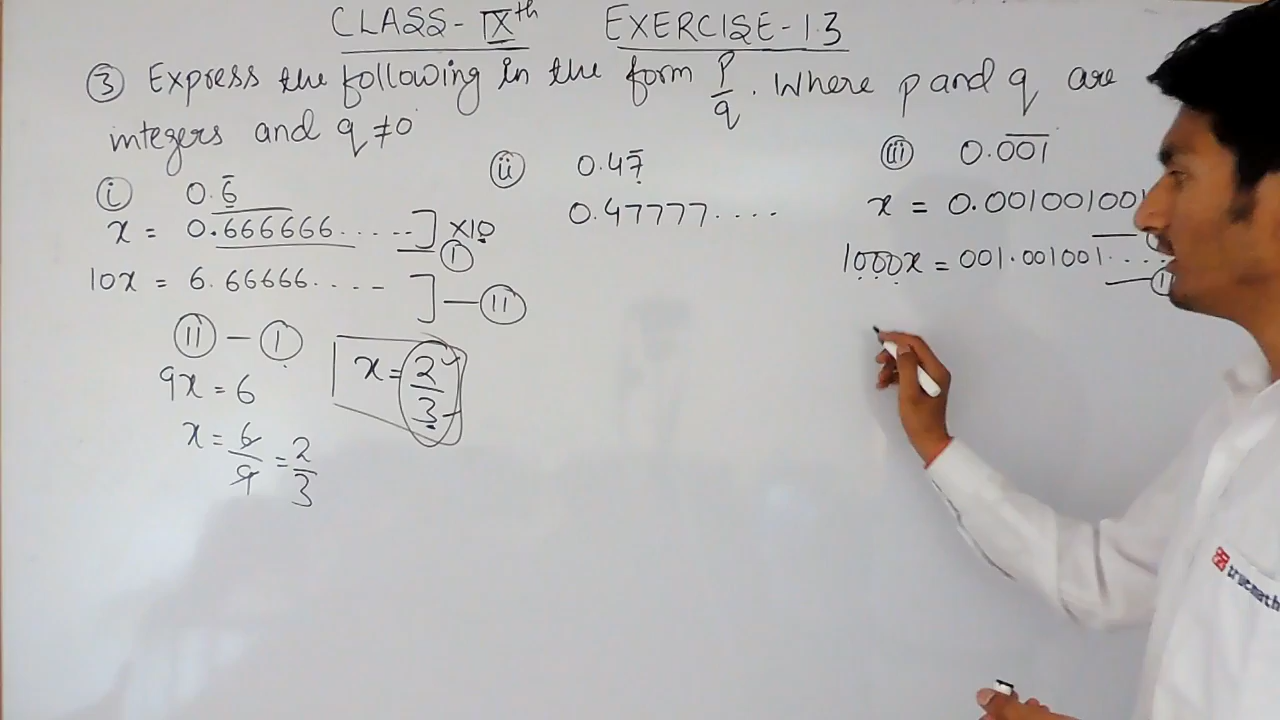 CLASS- IXth EXERCISE-1.3
③ Express the following in the form p/q. Where p and q are
integers and q ≠ 0
ⓘ 0.6̅
x = 0.666666..... ] ×10
①
10x = 6.66666.... ] — ⑪
⑪ — ①
9x = 6
x = 6/9 = 2/3
x = 2/3
ⓘⓘ 0.47̅
0.47777....
ⓘⓘⓘ 0.0̅0̅1̅
x = 0.001001001
1000x = 001.001001...